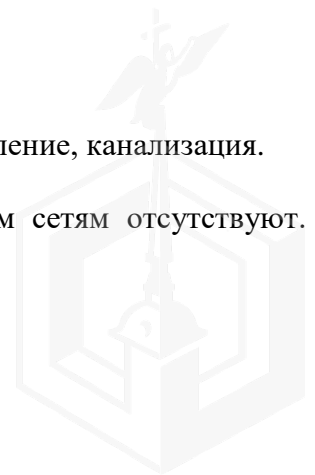 ление, канализация.
м сетям отсутствуют.